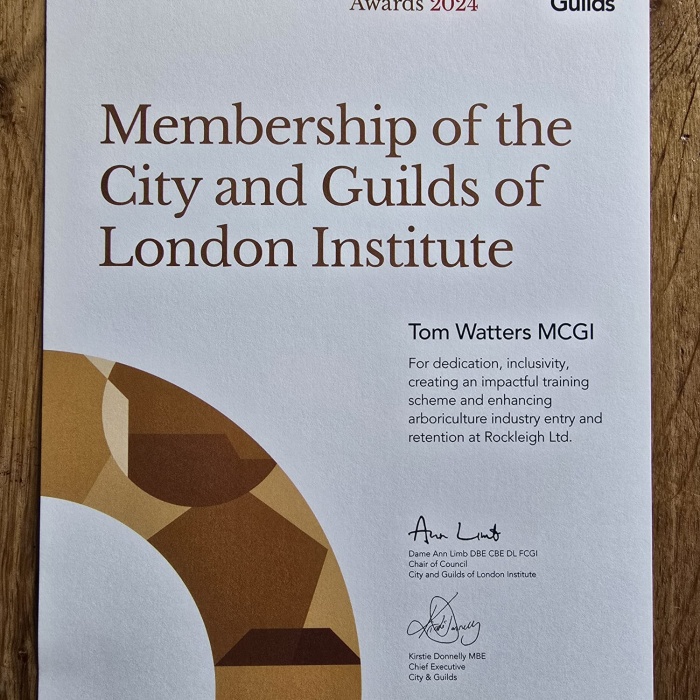 Awards 2024
Guilds
Membership of the
City and Guilds of
London Institute
Tom Watters MCGI
For dedication, inclusivity,
creating an impactful training
scheme and enhancing
arboriculture industry entry and
retention at Rockleigh Ltd.
Ann Limb
Dame Ann Limb DBE CBE DL FCGI
Chair of Council
City and Guilds of London Institute
Kirstie Donnelly MBE
Chief Executive
City & Guilds